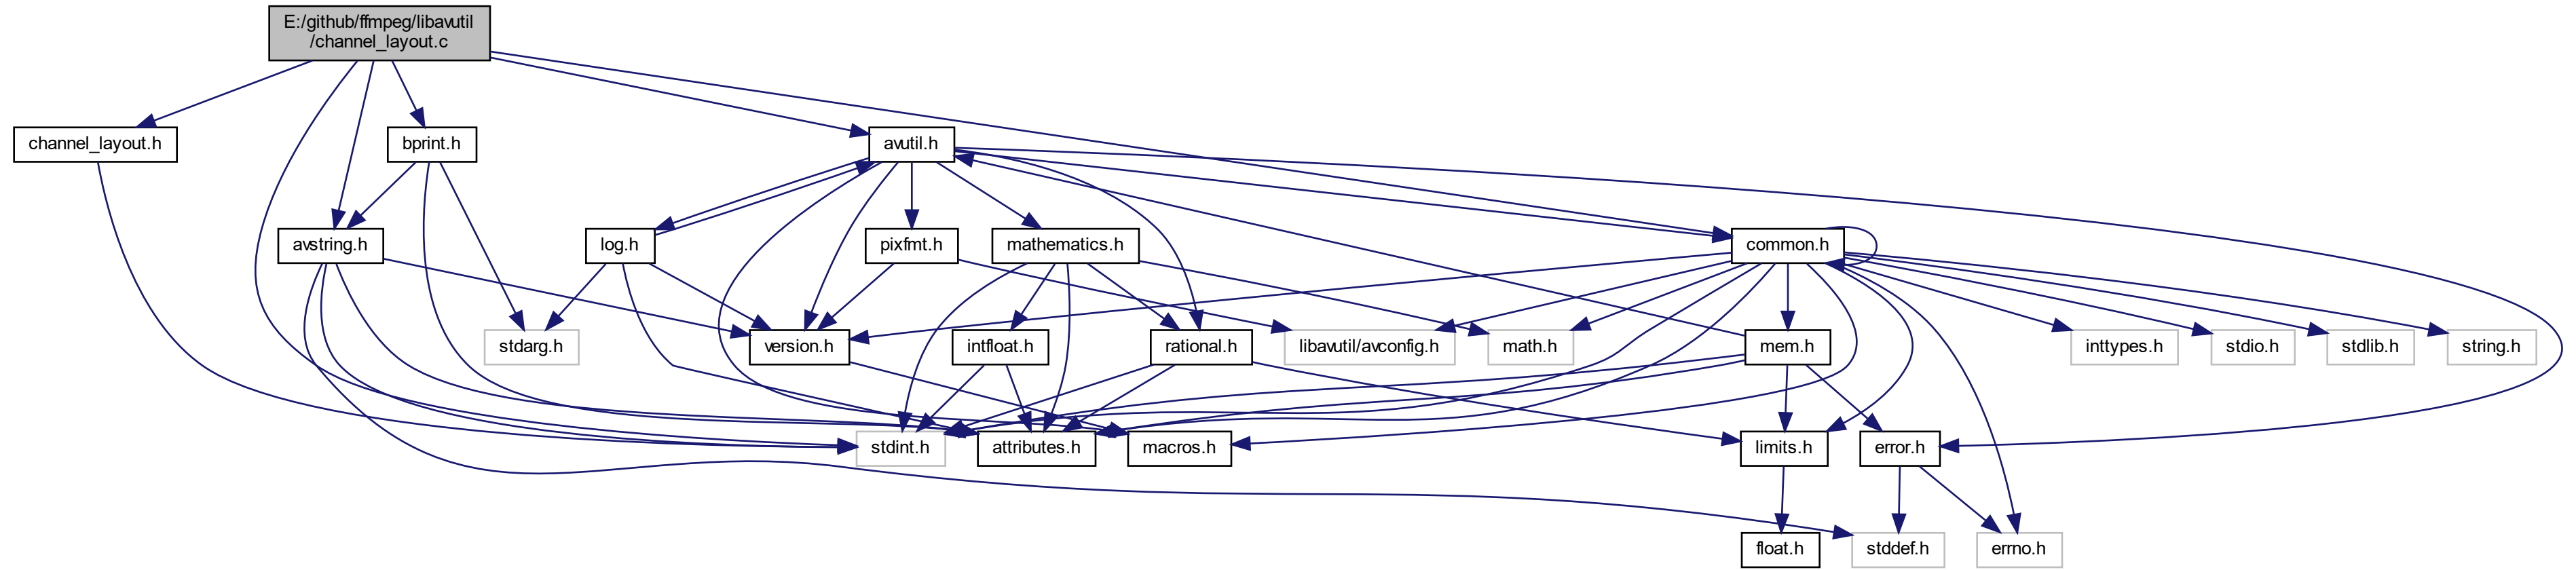 E:/github/ffmpeg/libavutil
/channel_layout.c
channel_layout.h
bprint.h
avutil.h
avstring.h
log.h
pixfmt.h
mathematics.h
common.h
stdarg.h
version.h
intfloat.h
rational.h
libavutil/avconfig.h
math.h
mem.h
inttypes.h
stdio.h
stdlib.h
string.h
stdint.h
attributes.h
macros.h
limits.h
error.h
float.h
stddef.h
errno.h